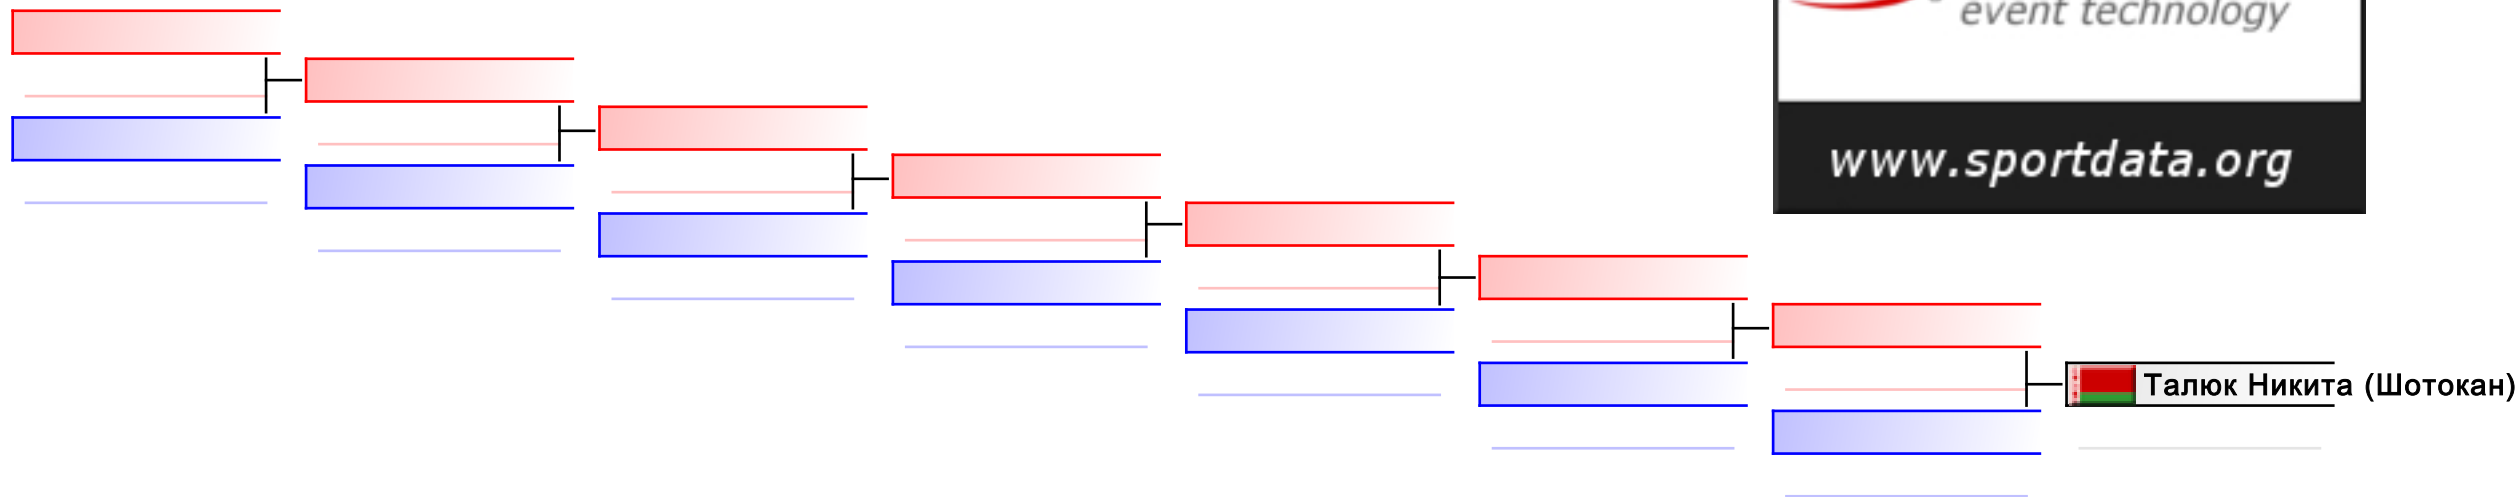 event technology
www.sportdata.org
Талюк Никита (Шотокан)